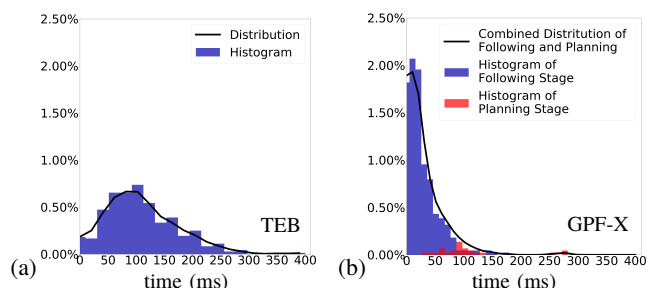 2.50%
2.00%
1.50%
1.00%
0.50%
0.00%
0 50 100 150 200 250 300 350 400
Distribution
Histogram
TEB
(a)
time (ms)
2.50%
2.00%
1.50%
1.00%
0.50%
0.00%
0 50 100 150 200 250 300 350 400
Combined Distritution of
Following and Planning
Histogram of
Following Stage
Histogram of
Planning Stage
GPF-X
(b)
time (ms)